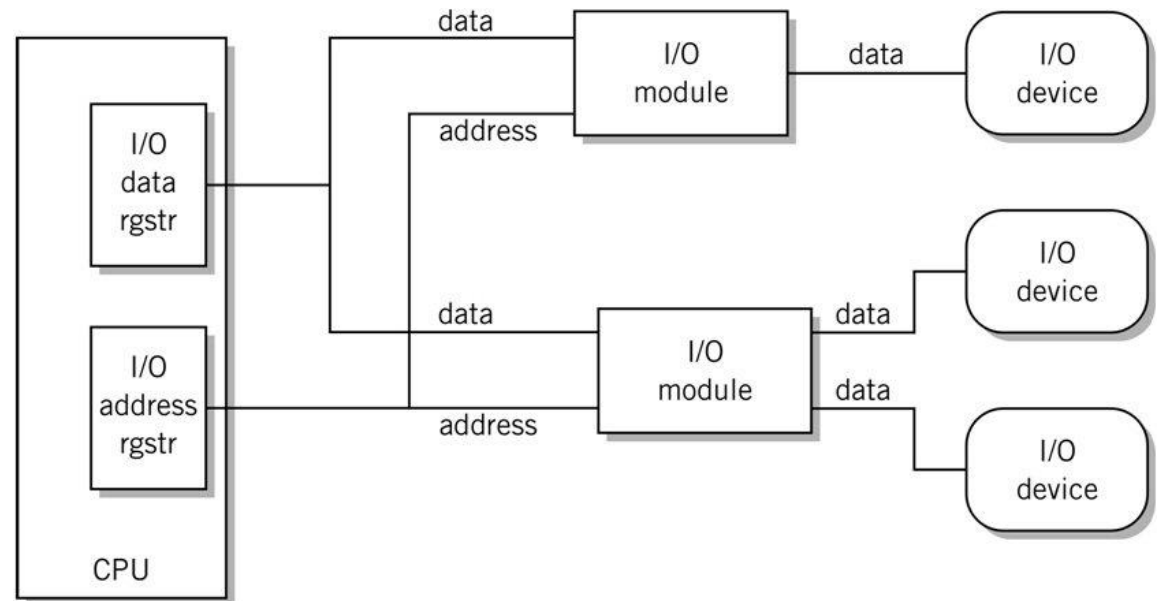 data
I/O
module
data
I/O
device
address
I/O
data
rgstr
I/O
device
data
I/O
module
data
data
I/O
address
rgstr
address
I/O
device
CPU